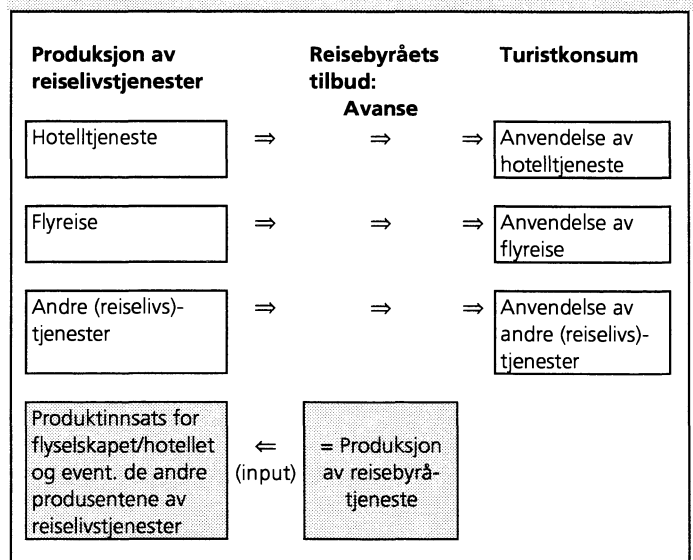 Produksjon av
reiselivstjenester
Reisebyråets
tilbud:
Avanse
Turistkonsum
Hotelltjeneste
⇒ ⇒ ⇒
Anvendelse av
hotelltjeneste
Flyreise
⇒ ⇒ ⇒
Anvendelse av
flyreise
Andre (reiselivs)-
tjenester
⇒ ⇒ ⇒
Anvendelse av
andre (reiselivs)-
tjenester
Produktinnsats for
flyselskapet/hotellet
og event. de andre
produsentene av
reiselivstjenester
⇐
(input)
= Produksjon
av reisebyrå-
tjeneste